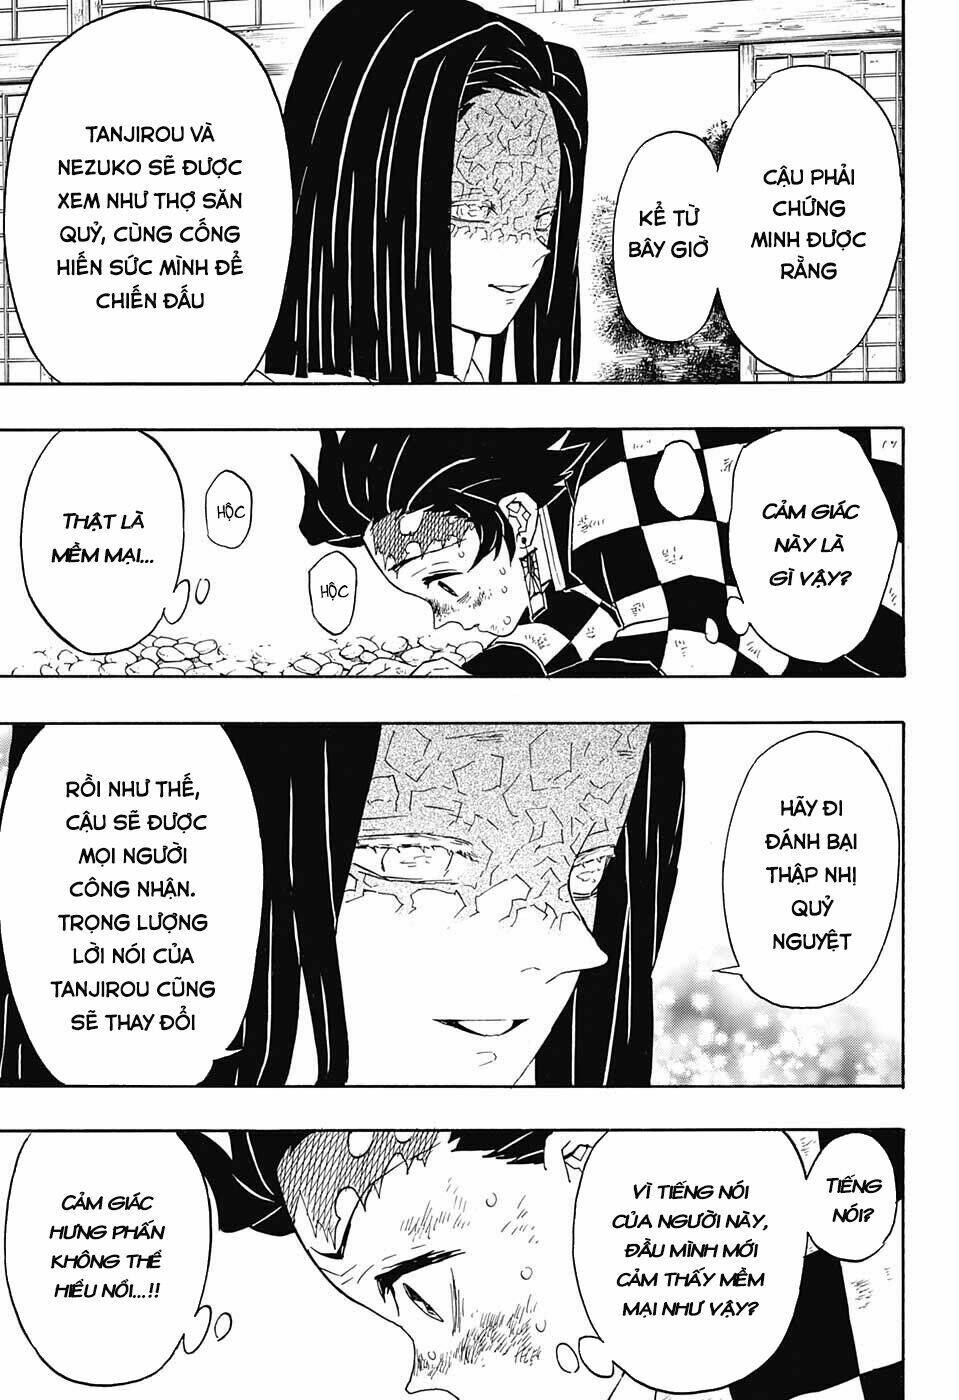 CẬU PHẢI
CHỨNG
MINH ĐƯỢC
RẰNG
KỂ TỪ
BÂY GIỜ
TANJIROU VÀ
NEZUKO SẼ ĐƯỢC
XEM NHƯ THỢ SĂN
QUỶ, CÙNG CỐNG
HIẾN SỨC MÌNH ĐỂ
CHIẾN ĐẤU
CẢM GIÁC
NÀY LÀ
GÌ VẬY?
HỘC
HỘC
THẬT LÀ
MỀM MẠI...
HÃY ĐI
ĐÁNH BẠI
THẬP NHỊ
QUỶ
NGUYỆT
RỒI NHƯ THẾ,
CẬU SẼ ĐƯỢC
MỌI NGƯỜI
CÔNG NHẬN.
TRỌNG LƯỢNG
LỜI NÓI CỦA
TANJIROU CŨNG
SẼ THAY ĐỔI
TIẾNG
NÓI?
VÌ TIẾNG NÓI
CỦA NGƯỜI NÀY,
ĐẦU MÌNH MỚI
CẢM THẤY MỀM
MẠI NHƯ VẬY?
CẢM GIÁC
HƯNG PHẤN
KHÔNG THỂ
HIỂU NỔI...!!